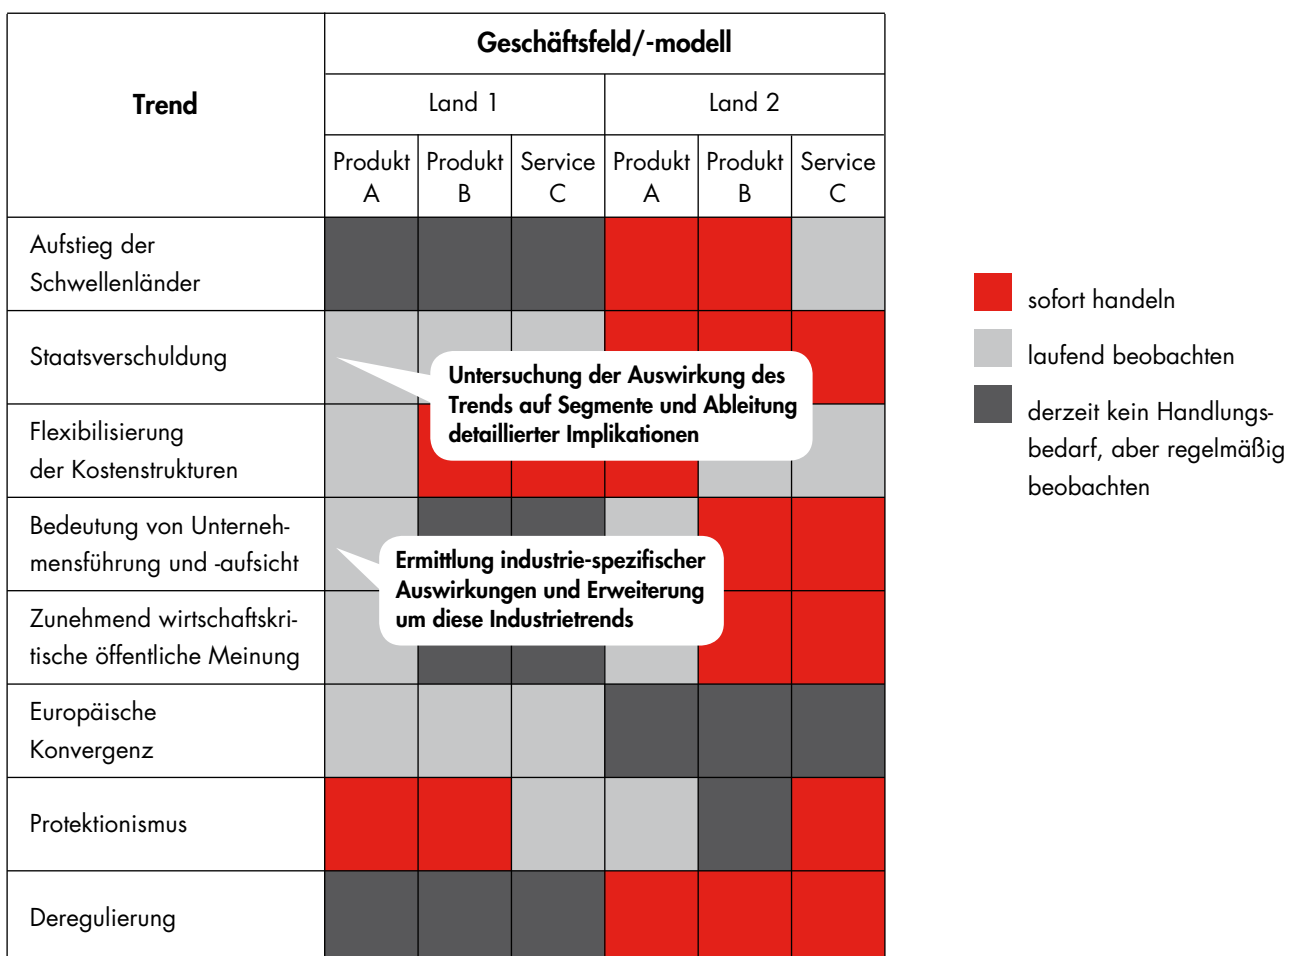 Geschäftsfeld/-modell
Trend
Land 1
Land 2
Produkt A
Produkt B
Service C
Produkt A
Produkt B
Service C
Aufstieg der
Schwellenländer
Staatsverschuldung
Untersuchung der Auswirkung des
Trends auf Segmente und Ableitung
detaillierter Implikationen
Flexibilisierung
der Kostenstrukturen
Bedeutung von Unterneh-
mensführung und -aufsicht
Ermittlung industrie-spezifischer
Auswirkungen und Erweiterung
um diese Industrietrends
Zunehmend wirtschaftskri-
tische öffentliche Meinung
Europäische
Konvergenz
Protektionismus
Deregulierung
sofort handeln
laufend beobachten
derzeit kein Handlungs-
bedarf, aber regelmäßig
beobachten